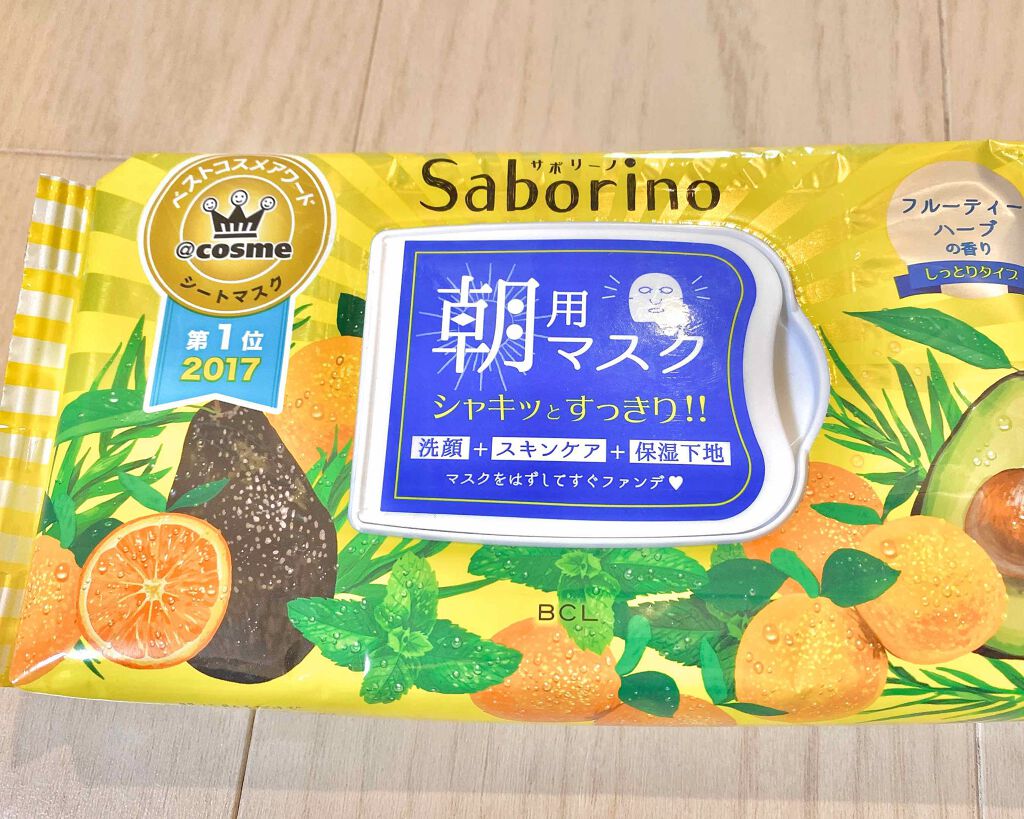 ベストコスメアワード
@cosme
シートマスク
第1位
2017
サボリーノ
Saborino
朝用マスク
シャキッとすっきり!!
洗顔+スキンケア+保湿下地
マスクをはずしてすぐファンデ♥
フルーティー
ハーブ
の香り
しっとりタイプ
BCL